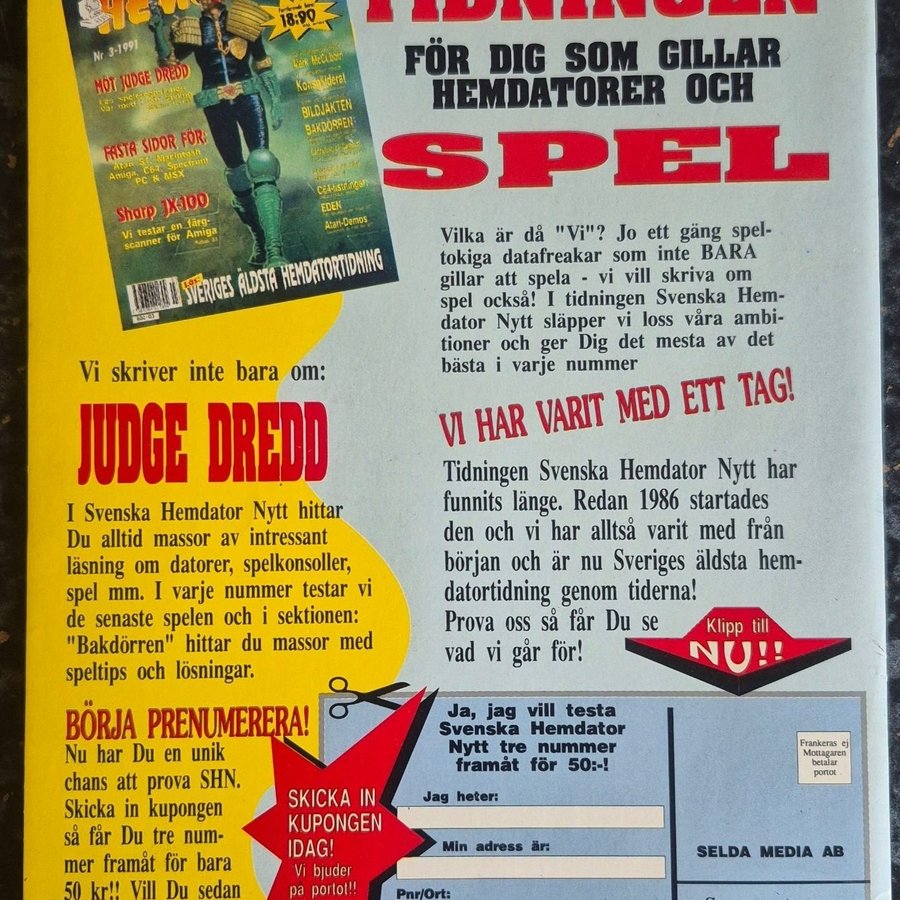 TIDNINGEN
FÖR DIG SOM GILLAR
HEMDATORER OCH
SPEL
18:90
Nr 3-1991
MÖT JUDGE DREDD
FASTA SIDOR FÖR:
Atari ST, Macintosh
Amiga, C64, Spectrum
PC & MSX
Sharp JX-100
Vi testar en färg-
scanner för Amiga
BILDJAKTEN
BAKDÖRREN
C64-listningar
EDEN
Atari-Demos
Läs:
SVERIGES ÄLDSTA HEMDATORTIDNING
Vilka är då "Vi"? Jo ett gäng spel-
tokiga datafreakar som inte BARA
gillar att spela - vi vill skriva om
spel också! I tidningen Svenska Hem-
dator Nytt släpper vi loss våra ambi-
tioner och ger Dig det mesta av det
bästa i varje nummer
VI HAR VARIT MED ETT TAG!
Tidningen Svenska Hemdator Nytt har
funnits länge. Redan 1986 startades
den och vi har alltså varit med från
början och är nu Sveriges äldsta hem-
datortidning genom tiderna!
Prova oss så får Du se
vad vi går för!
Klipp till
NU!!
Vi skriver inte bara om:
JUDGE DREDD
I Svenska Hemdator Nytt hittar
Du alltid massor av intressant
läsning om datorer, spelkonsoller,
spel mm. I varje nummer testar vi
de senaste spelen och i sektionen:
"Bakdörren" hittar du massor med
speltips och lösningar.
BÖRJA PRENUMERERA!
Nu har Du en unik
chans att prova SHN.
Skicka in kupongen
så får Du tre num-
mer framåt för bara
50 kr!! Vill Du sedan
SKICKA IN
KUPONGEN
IDAG!
Vi bjuder
på portot!!
Ja, jag vill testa
Svenska Hemdator
Nytt tre nummer
framåt för 50:-!
Jag heter:
Min adress är:
Pnr/Ort:
Frankeras ej
Mottagaren
betalar
portot
SELDA MEDIA AB